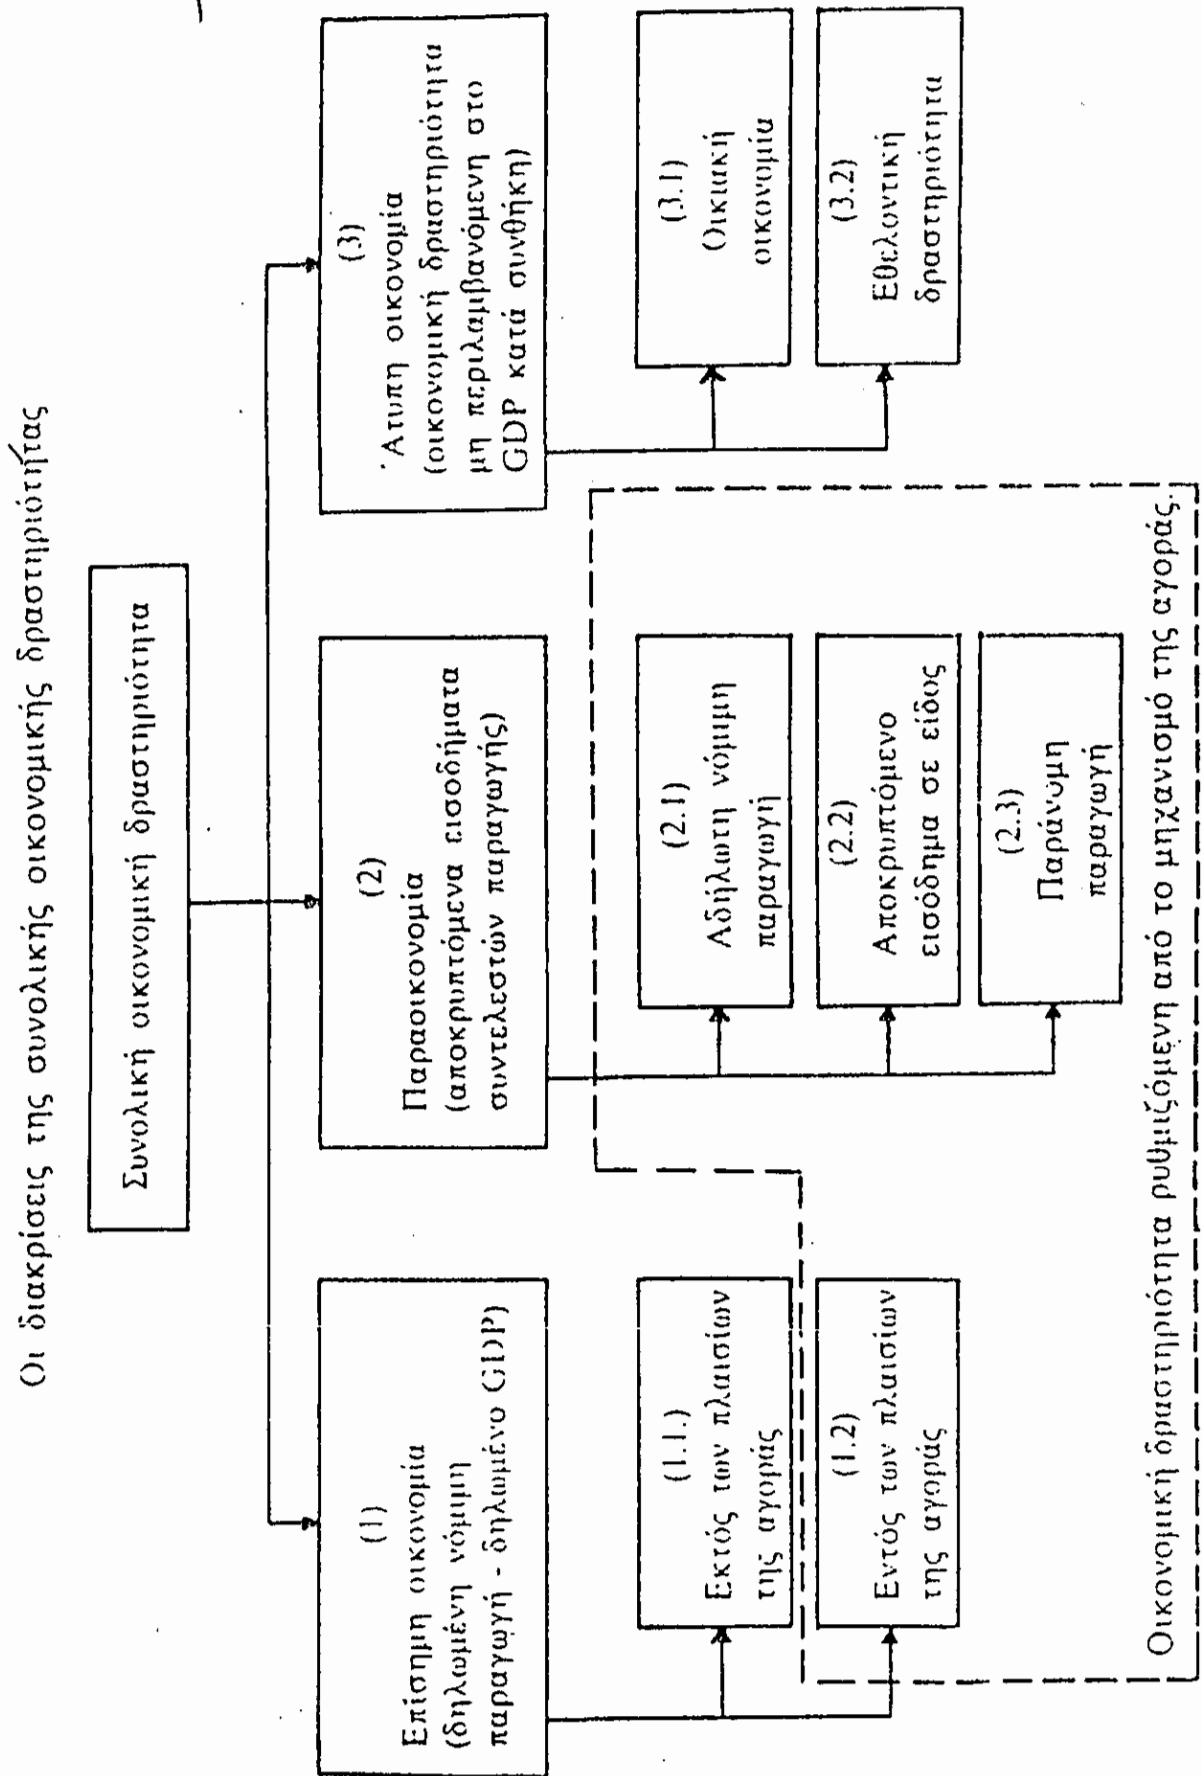 Οι διακρίσεις της συνολικής οικονομικής δραστηριότητας
Συνολική οικονομική δραστηριότητα
(1)
Επίσημη οικονομία
(δηλωμένη νόμιμη
παραγωγή - δηλωμένο GDP)
(2)
Παραοικονομία
(αποκρυπτόμενα εισοδήματα
συντελεστών παραγωγής)
(3)
Άτυπη οικονομία
(οικονομική δραστηριότητα
μη περιλαμβανόμενη στο
GDP κατά συνθήκη)
(1.1.)
Εκτός των πλαισίων
της αγοράς
(1.2)
Εντός των πλαισίων
της αγοράς
(2.1)
Αδήλωτη νόμιμη
παραγωγή
(2.2)
Αποκρυπτόμενο
εισόδημα σε είδος
(2.3)
Παράνομη
παραγωγή
(3.1)
Οικιακή
οικονομία
(3.2)
Εθελοντική
δραστηριότητα
Οικονομική δραστηριότητα ρυθμιζόμενη από το μηχανισμό της αγοράς.